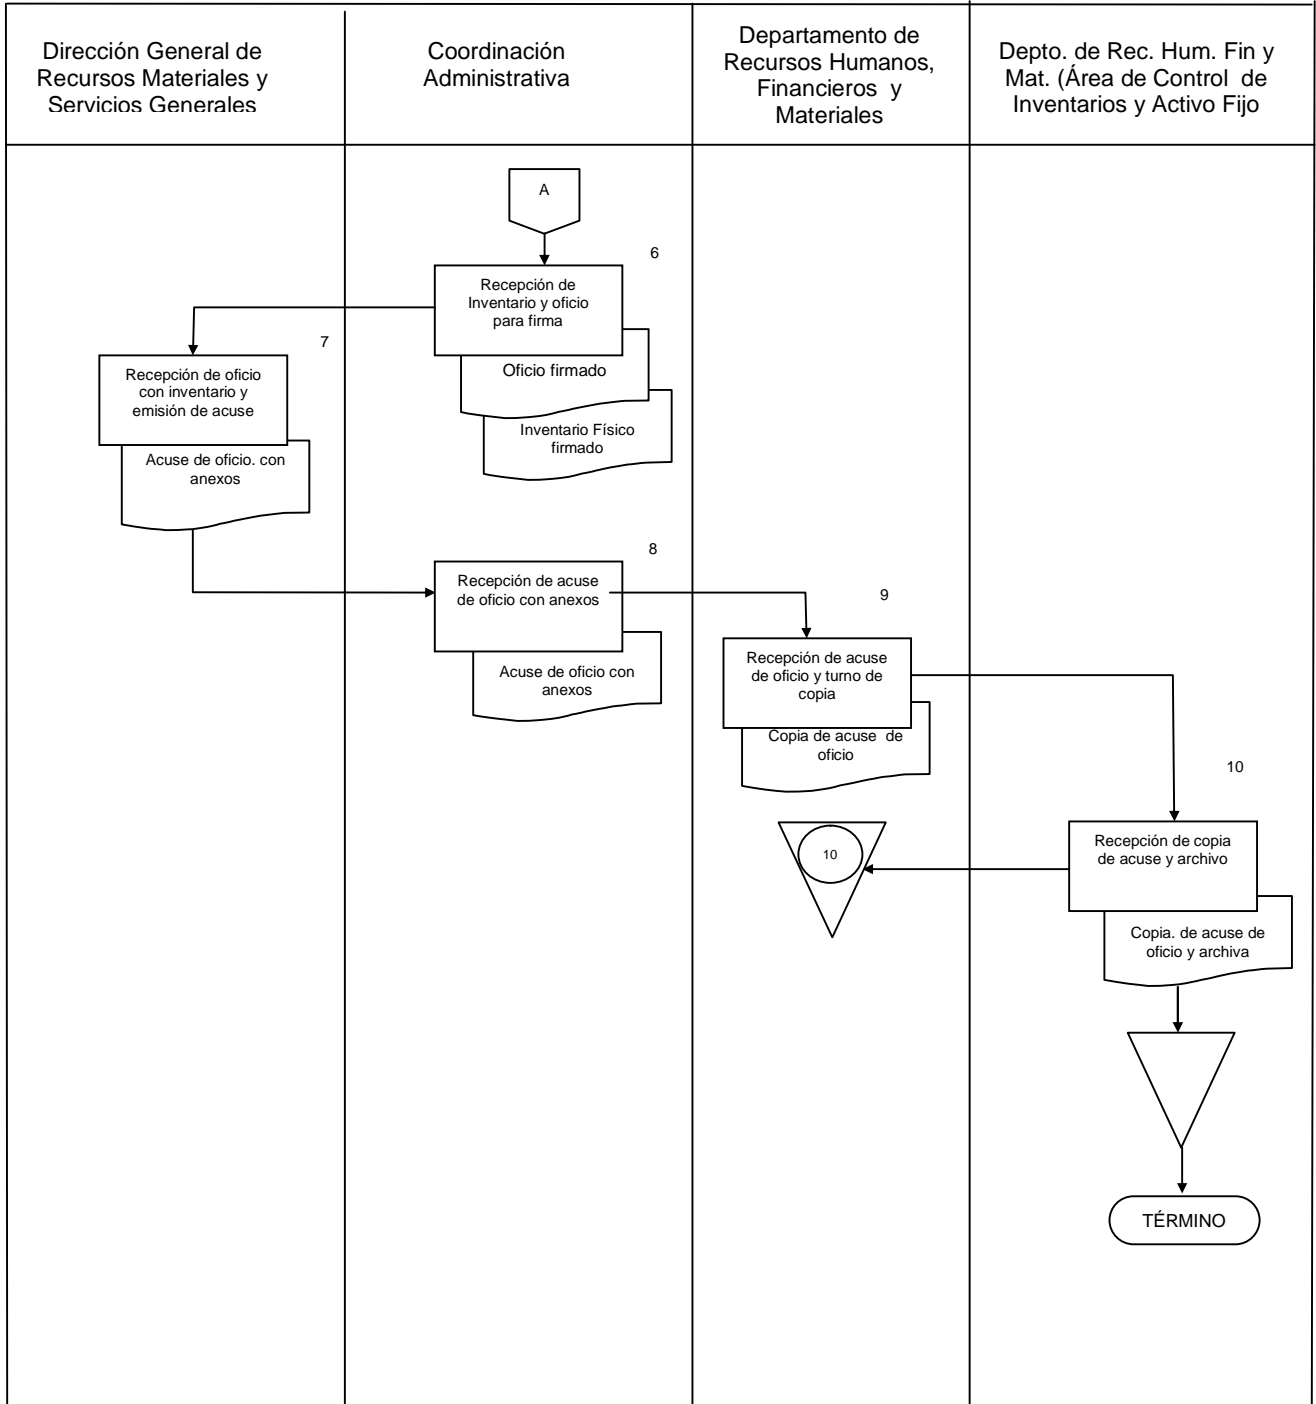 Dirección General de
Recursos Materiales y
Servicios Generales
Coordinación
Administrativa
Departamento de
Recursos Humanos,
Financieros y
Materiales
Depto. de Rec. Hum. Fin y
Mat. (Área de Control de
Inventarios y Activo Fijo
A
6
Recepción de
Inventario y oficio
para firma
Oficio firmado
Inventario Físico
firmado
7
Recepción de oficio
con inventario y
emisión de acuse
Acuse de oficio. con
anexos
8
Recepción de acuse
de oficio con anexos
Acuse de oficio con
anexos
9
Recepción de acuse
de oficio y turno de
copia
Copia de acuse de
oficio
10
Recepción de copia
de acuse y archivo
Copia. de acuse de
oficio y archiva
10
TÉRMINO